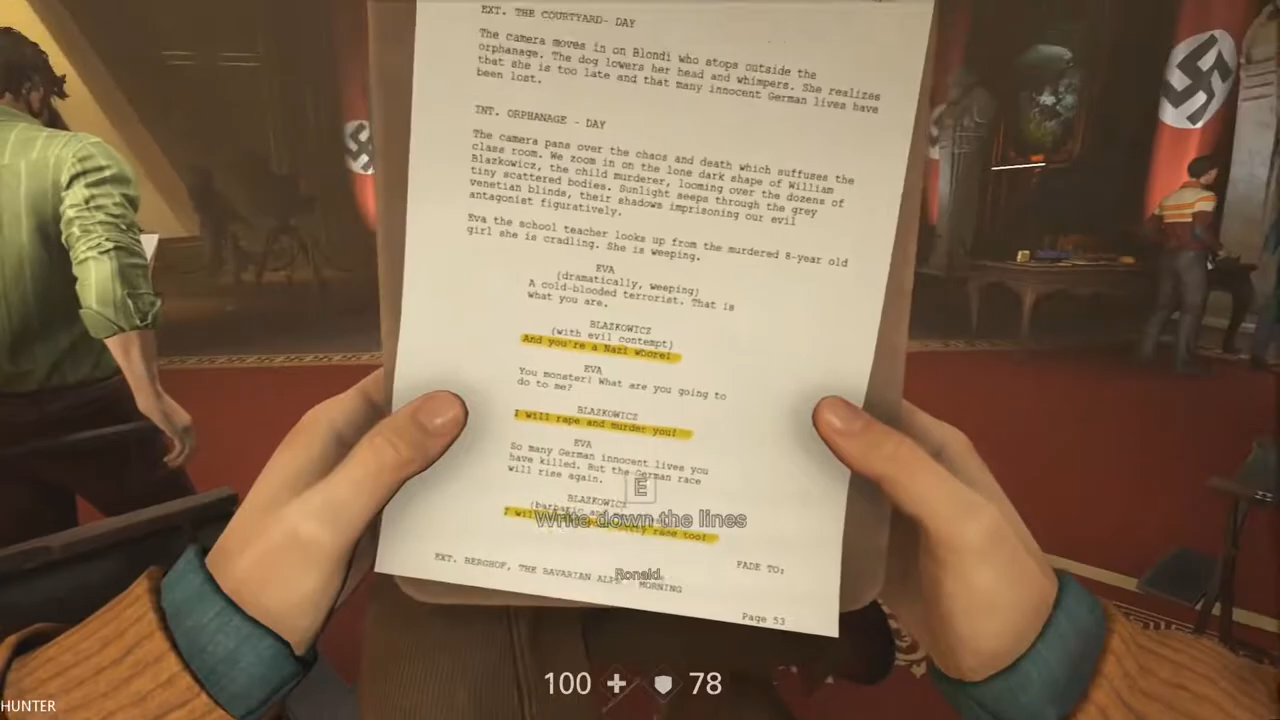 EXT. THE COURTYARD- DAY
The camera moves in on Blondi who stops outside the
orphanage. The dog lowers her head and whimpers. She realizes
that she is too late and that many innocent German lives have
been lost.
INT. ORPHANAGE - DAY
The camera pans over the chaos and death which suffuses the
class room. We zoom in on the lone dark shape of William
Blazkowicz, the child murderer, looming over the dozens of
tiny scattered bodies. Sunlight seeps through the grey
venetian blinds, their shadows imprisoning our evil
antagonist figuratively.
Eva the school teacher looks up from the murdered 8-year old
girl she is cradling. She is weeping.
EVA
(dramatically, weeping)
A cold-blooded terrorist. That is
what you are.
BLAZKOWICZ
(with evil contempt)
And you're a Nazi whore!
EVA
You monster! What are you going to
do to me?
BLAZKOWICZ
I will rape and murder you!
EVA
So many German innocent lives you
have killed. But the German race
will rise again.
E
BLAZKOWICZ
(barbaric and
I will race too!
Write down the lines
FADE TO:
EXT. BERGHOF, THE BAVARIAN MORNING
Ronald
Page 53
100 78
HUNTER